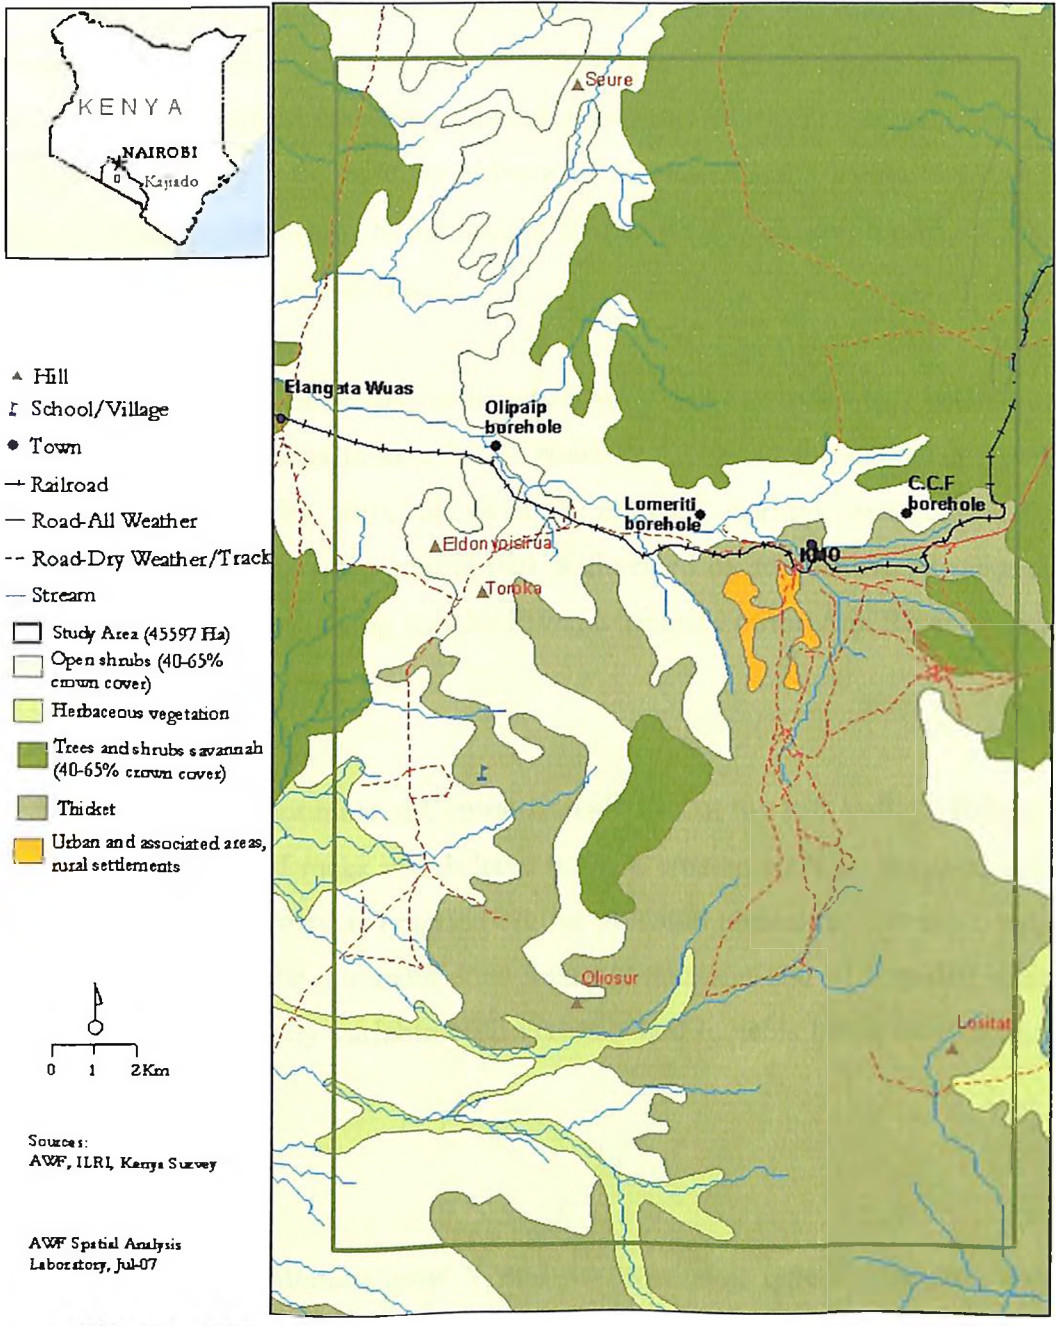 KENYA
NAIROBI
Kajiado
Hill
School/Village
Town
Railroad
Road-All Weather
Road-Dry Weather/Track
Stream
Study Area (45597 Ha)
Open shrubs (40-65%
crown cover)
Herbaceous vegetation
Trees and shrubs savannah
(40-65% crown cover)
Thicket
Urban and associated areas,
rural settlements
0 1 2Km
Sources:
AWF, ILRI, Kenya Survey
AWF Spatial Analysis
Laboratory, Jul-07
Seure
Elangata Wuas
Olipaip
borehole
Lomeriti
borehole
C.C.F
borehole
Eldonyoisirua
Toroka
Oliosur
Lositat